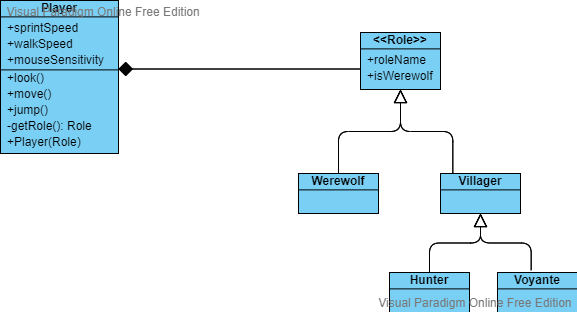 Player
Visual Paradigm Online Free Edition
+sprintSpeed
+walkSpeed
+mouseSensitivity
+look()
+move()
+jump()
-getRole(): Role
+Player(Role)
<<Role>>
+roleName
+isWerewolf
Werewolf
Villager
Hunter
Voyante
Visual Paradigm Online Free Edition